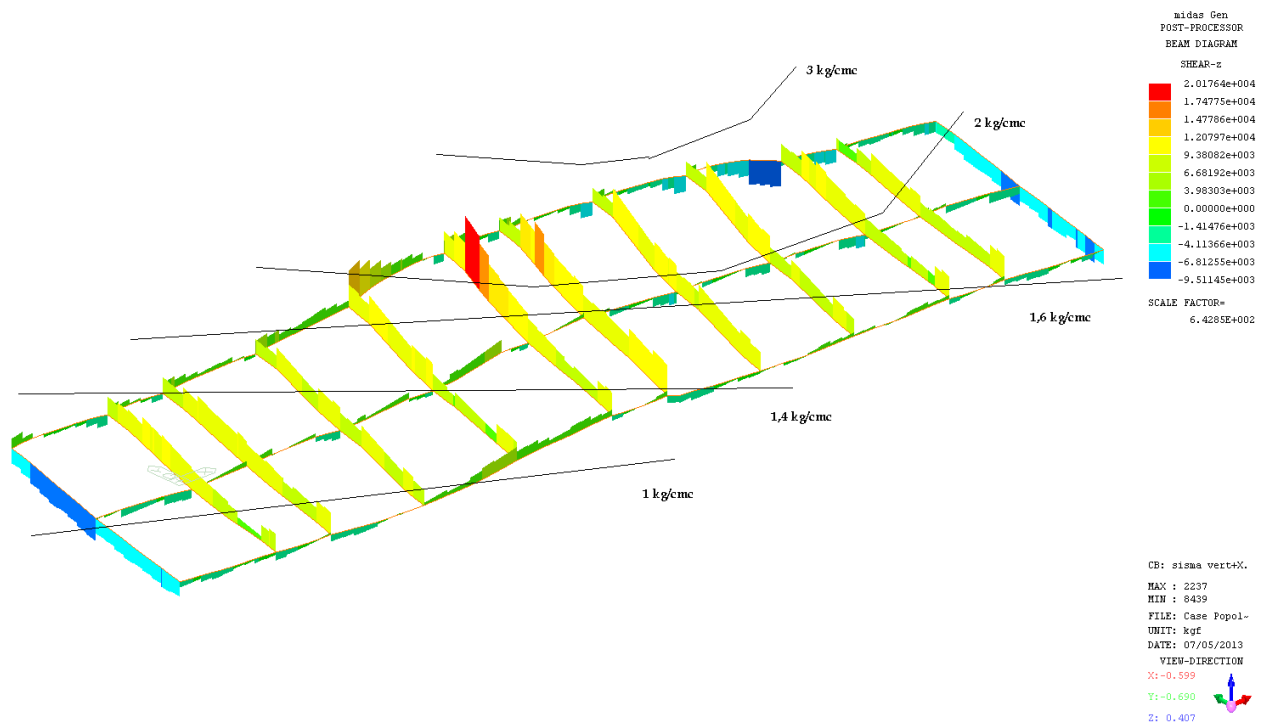 midas Gen
POST-PROCESSOR
BEAM DIAGRAM
SHEAR-z
2.01764e+004
1.74775e+004
1.47786e+004
1.20797e+004
9.38082e+003
6.68192e+003
3.98303e+003
0.00000e+000
-1.41476e+003
-4.11366e+003
-6.81255e+003
-9.51145e+003
SCALE FACTOR=
6.4285E+002
3 kg/cmc
2 kg/cmc
1,6 kg/cmc
1,4 kg/cmc
1 kg/cmc
CB: sisma vert+X.
MAX : 2237
MIN : 8439
FILE: Case Popol~
UNIT: kgf
DATE: 07/05/2013
VIEW-DIRECTION
X:-0.599
Y:-0.690
Z: 0.407